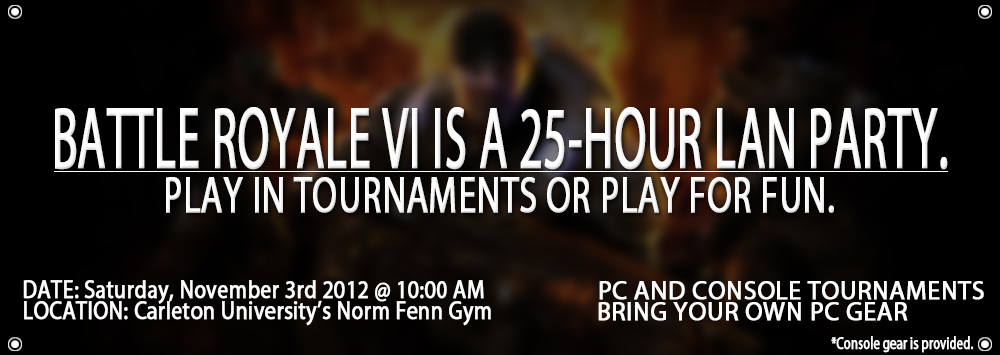 BATTLE ROYALE VI IS A 25-HOUR LAN PARTY.
PLAY IN TOURNAMENTS OR PLAY FOR FUN.
DATE: Saturday, November 3rd 2012 @ 10:00 AM
LOCATION: Carleton University's Norm Fenn Gym
PC AND CONSOLE TOURNAMENTS
BRING YOUR OWN PC GEAR
*Console gear is provided.